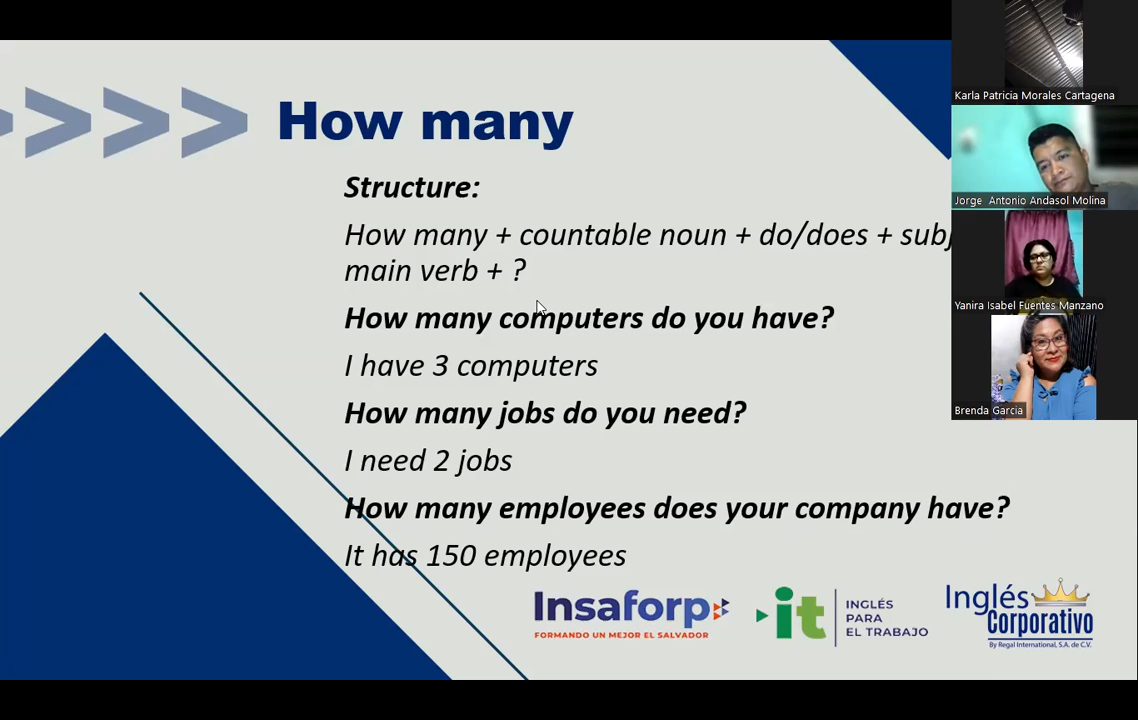 How many
Structure:
How many + countable noun + do/does + subj
main verb + ?
How many computers do you have?
I have 3 computers
How many jobs do you need?
I need 2 jobs
How many employees does your company have?
It has 150 employees
Insaforp
FORMANDO UN MEJOR EL SALVADOR
it
INGLÉS
PARA
EL TRABAJO
Inglés
Corporativo
By Regal International, S.A. de C.V.
Karla Patricia Morales Cartagena
Jorge Antonio Andasol Molina
Yanira Isabel Fuentes Manzano
Brenda Garcia